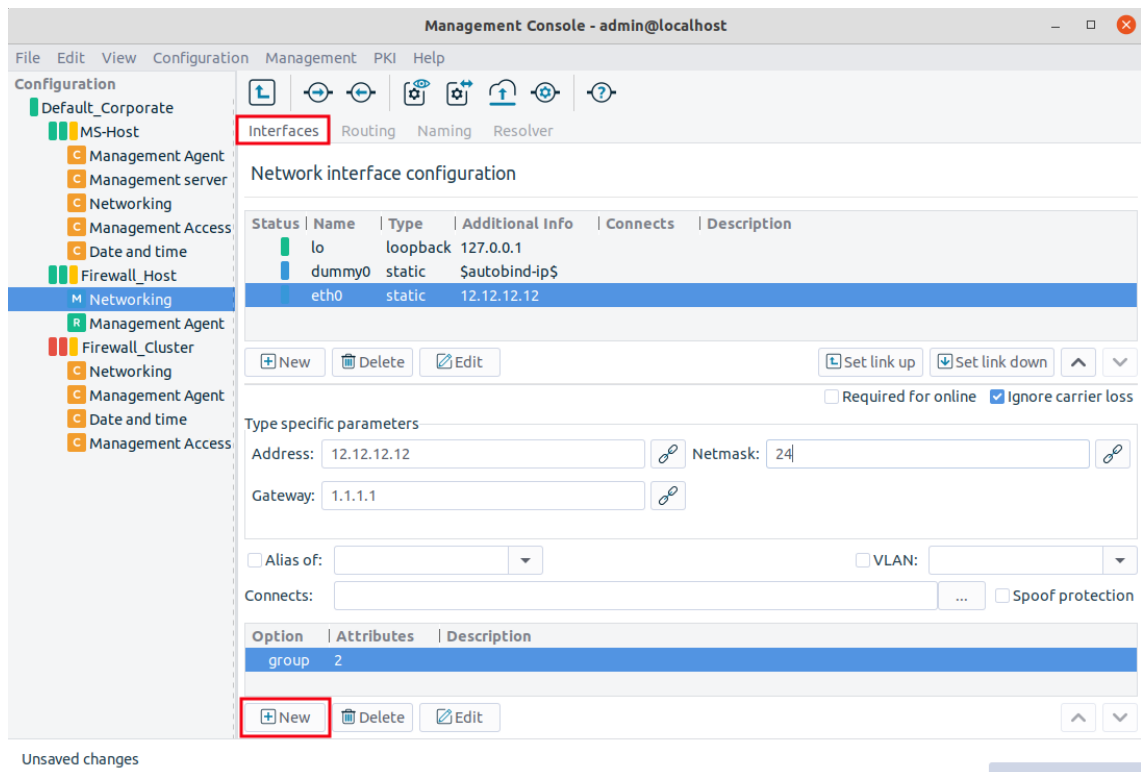 Management Console - admin@localhost
File Edit View Configuration Management PKI Help
Configuration
Default_Corporate
MS-Host
C Management Agent
C Management server
C Networking
C Management Access
C Date and time
Firewall_Host
M Networking
R Management Agent
Firewall_Cluster
C Networking
C Management Agent
C Date and time
C Management Access
Interfaces Routing Naming Resolver
Network interface configuration
Status Name Type Additional Info Connects Description
lo loopback 127.0.0.1
dummy0 static $autobind-ip$
eth0 static 12.12.12.12
New Delete Edit Set link up Set link down
Required for online Ignore carrier loss
Type specific parameters
Address: 12.12.12.12 Netmask: 24
Gateway: 1.1.1.1
Alias of: VLAN:
Connects: ... Spoof protection
Option Attributes Description
group 2
New Delete Edit
Unsaved changes